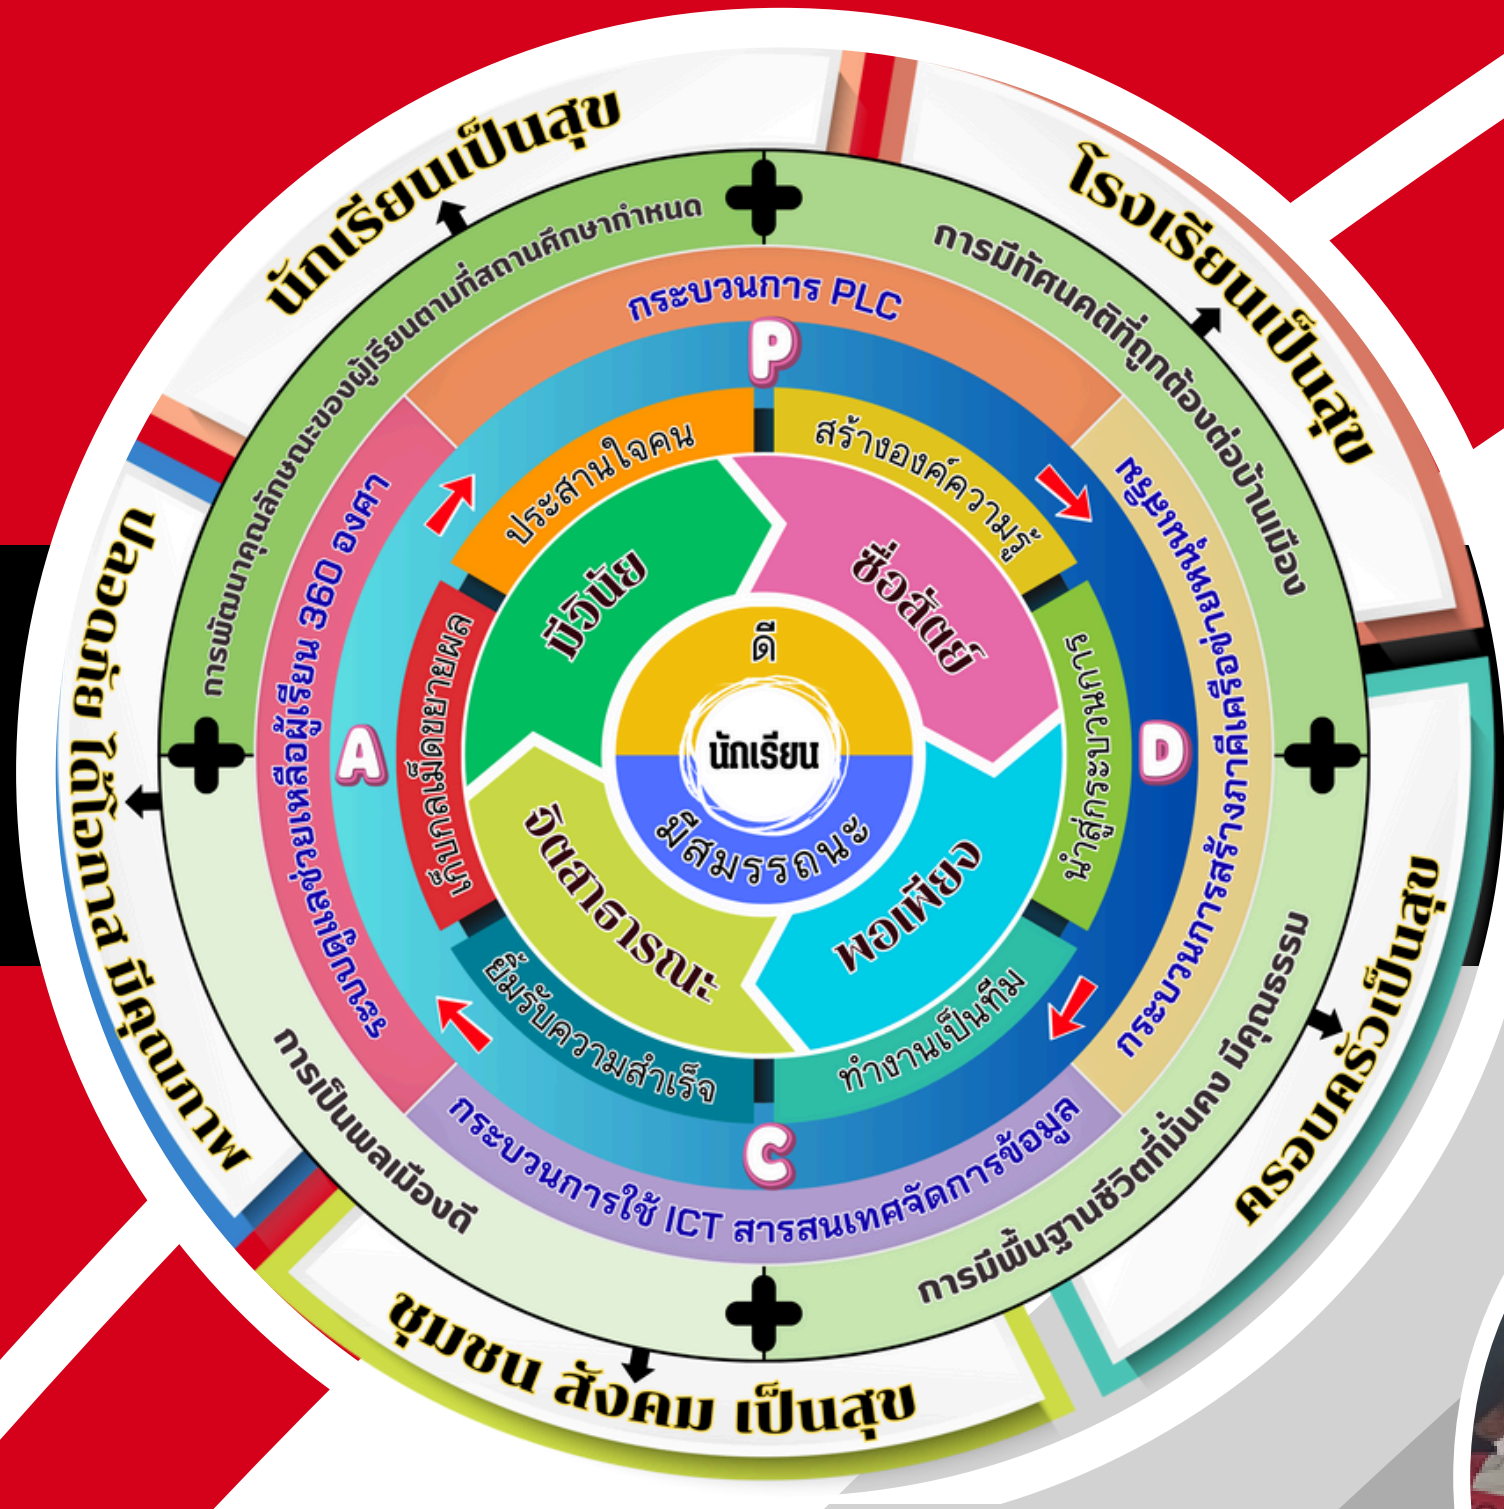 นักเรียนเป็นสุข
โรงเรียนเป็นสุข
ครอบครัวเป็นสุข
ชุมชน สังคม เป็นสุข
ปลอดภัย ได้โอกาส มีคุณภาพ
การพัฒนาคุณลักษณะของผู้เรียนตามที่สถานศึกษากำหนด
การมีทัศนคติที่ถูกต้องต่อบ้านเมือง
การมีพื้นฐานชีวิตที่มั่นคง มีคุณธรรม
การเป็นพลเมืองดี
กระบวนการ PLC
กระบวนการสร้างภาคีเครือข่ายหนุนเสริม
กระบวนการใช้ ICT สารสนเทศจัดการข้อมูล
ระบบดูแลช่วยเหลือผู้เรียน 360 องศา
P
D
C
A
ประสานใจคน
สร้างองค์ความรู้
นำสู่กระบวนการ
ทำงานเป็นทีม
ยิ้มรับความสำเร็จ
เก็บเกล็ดขยายผล
มีวินัย
ซื่อสัตย์
พอเพียง
จิตสาธารณะ
ดี
นักเรียน
มีสมรรถนะ